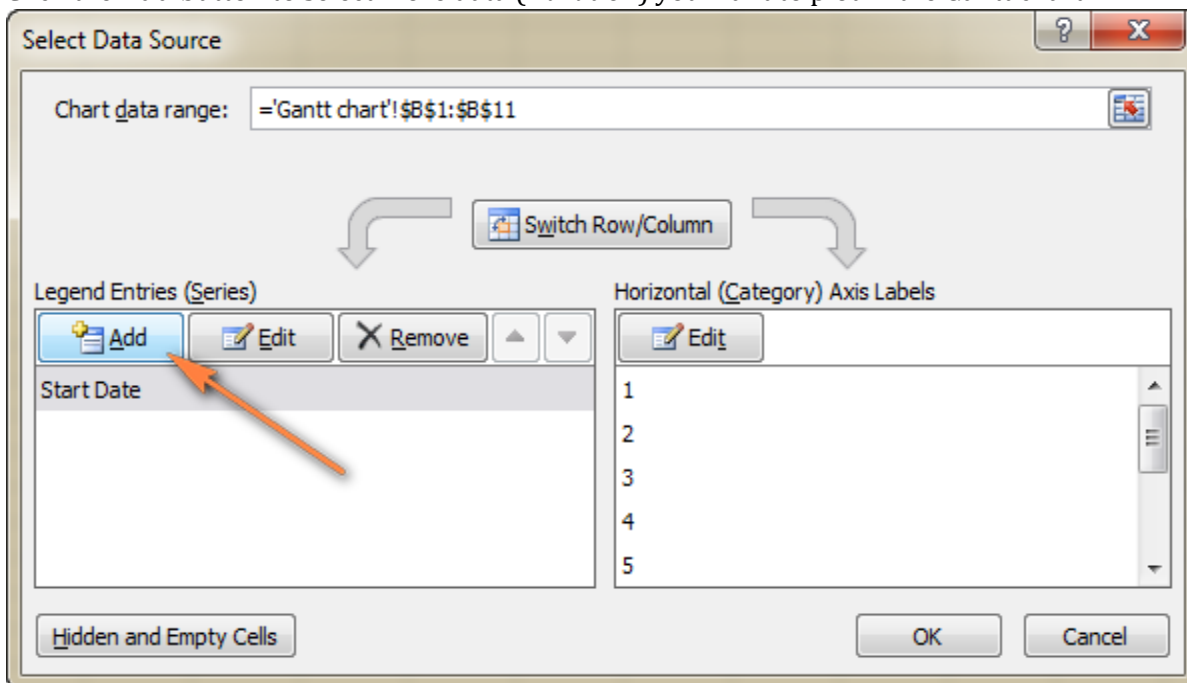 Select Data Source
Chart data range: ='Gantt chart'!$B$1:$B$11
Switch Row/Column
Legend Entries (Series)
Add Edit Remove
Start Date
Horizontal (Category) Axis Labels
Edit
1
2
3
4
5
Hidden and Empty Cells
OK Cancel